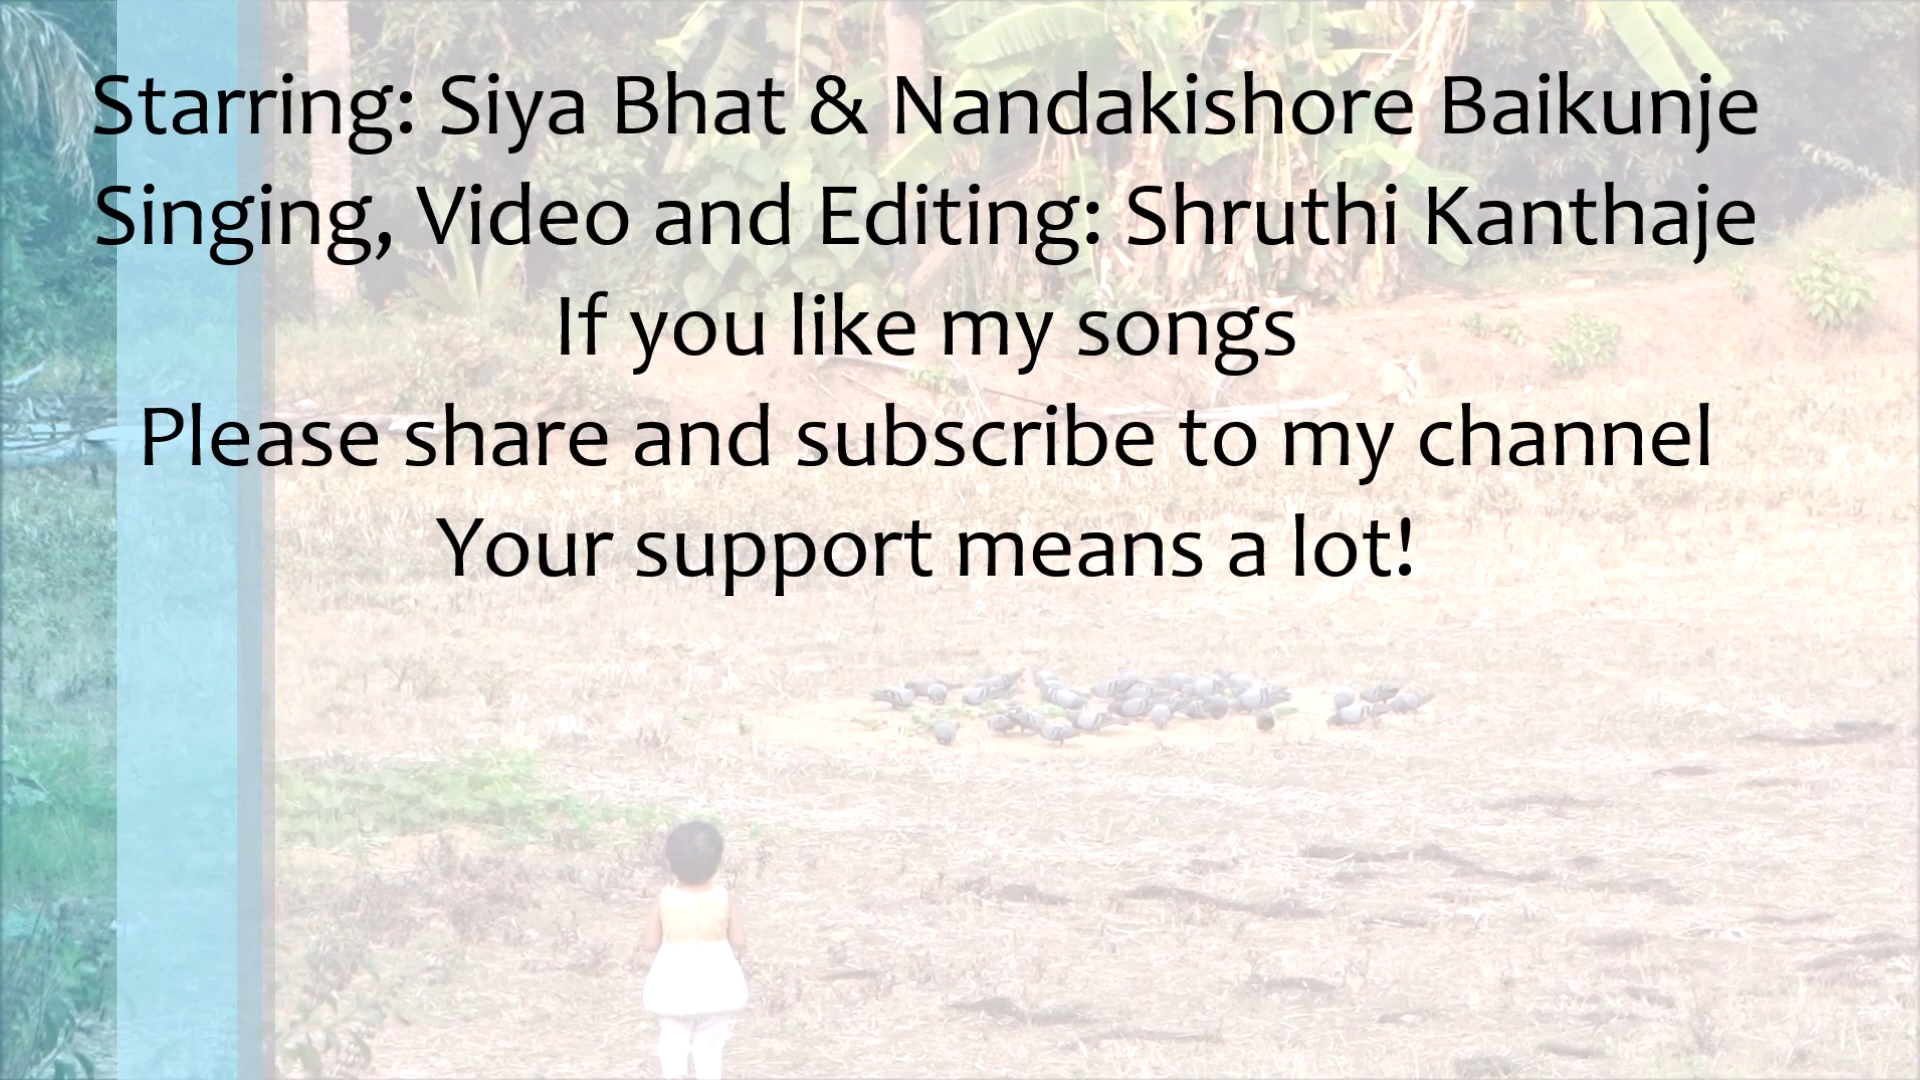 Starring: Siya Bhat & Nandakishore Baikunje
Singing, Video and Editing: Shruthi Kanthaje
If you like my songs
Please share and subscribe to my channel
Your support means a lot!